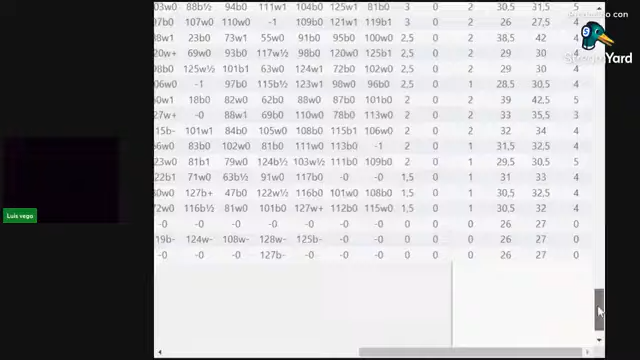 03w0 88b½ 94b0 111w1 104b0 125w1 81b0 3 0 2 30,5 31,5 5
97b0 107w0 110w0 -1 109b0 121w1 119b1 3 0 2 26 27,5 4
38w1 23b0 73w1 55w0 91b0 95b0 100w0 2,5 0 2 38,5 42 4
20w+ 69w0 93b0 117w½ 98b0 120w0 125b1 2,5 0 2 29 30 4
98b0 125w½ 101b1 63w0 124b1 72b0 102w0 2,5 0 2 29 30 4
06w0 -1 97b0 115b½ 123w1 98w0 96b0 2,5 0 1 28,5 30,5 4
50w1 18b0 82w0 62b0 88w0 87b0 101b0 2 0 2 39 42,5 5
27w+ -0 88w1 69b0 110w0 78b0 113w0 2 0 2 33 35,5 3
15b- 101w1 84b0 105w0 108b0 115b1 106w0 2 0 2 32 34 4
66w0 83b0 102w0 81b0 111w0 113b0 -1 2 0 1 31,5 32,5 4
23w0 81b1 79w0 124b½ 103w½ 111b0 109b0 2 0 1 29,5 30,5 5
22b1 71w0 63b½ 91w0 117b0 -0 -0 1,5 0 1 31 33 4
80w0 127b+ 47b0 122w½ 116b0 101w0 108b0 1,5 0 1 30,5 32,5 4
72w0 116b½ 81w0 101b0 127w+ 112b0 115w0 1,5 0 1 30,5 32 4
-0 -0 -0 -0 -0 -0 -0 0 0 0 26 27 0
19b- 124w- 108w- 128w- 125b- -0 -0 0 0 0 26 27 0
-0 -0 -0 127b- -0 -0 -0 0 0 0 26 27 0
Luis vego
con
StreamYard